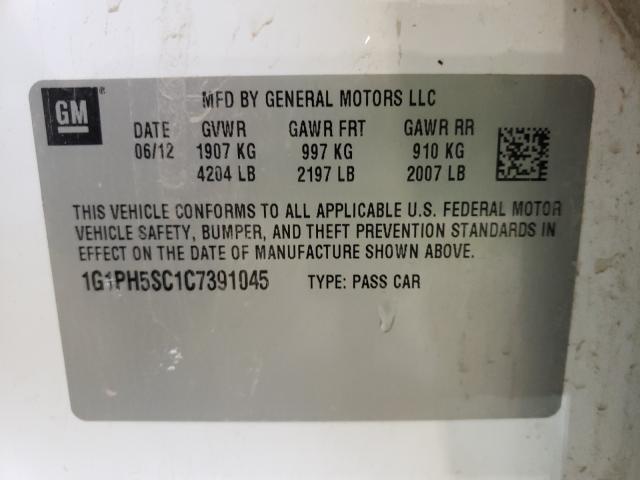 GM ®
MFD BY GENERAL MOTORS LLC
DATE GVWR GAWR FRT GAWR RR
06/12 1907 KG 997 KG 910 KG
4204 LB 2197 LB 2007 LB
THIS VEHICLE CONFORMS TO ALL APPLICABLE U.S. FEDERAL MOTOR
VEHICLE SAFETY, BUMPER, AND THEFT PREVENTION STANDARDS IN
EFFECT ON THE DATE OF MANUFACTURE SHOWN ABOVE.
1G1PH5SC1C7391045 TYPE: PASS CAR